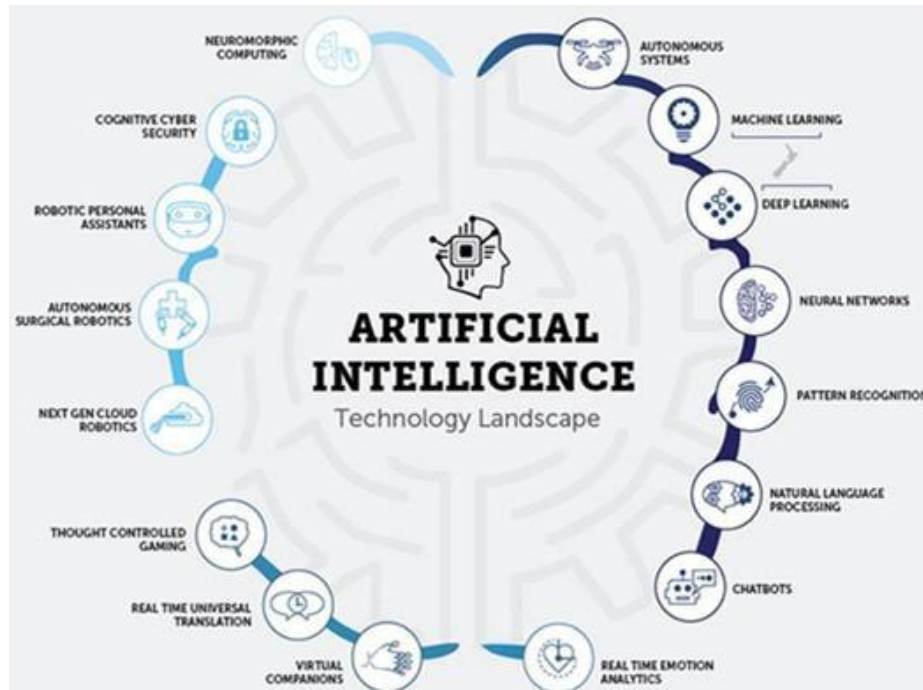 NEUROMORPHIC
COMPUTING
COGNITIVE CYBER
SECURITY
ROBOTIC PERSONAL
ASSISTANTS
AUTONOMOUS
SURGICAL ROBOTICS
NEXT GEN CLOUD
ROBOTICS
THOUGHT CONTROLLED
GAMING
REAL TIME UNIVERSAL
TRANSLATION
VIRTUAL
COMPANIONS
ARTIFICIAL
INTELLIGENCE
Technology Landscape
AUTONOMOUS
SYSTEMS
MACHINE LEARNING
DEEP LEARNING
NEURAL NETWORKS
PATTERN RECOGNITION
NATURAL LANGUAGE
PROCESSING
CHATBOTS
REAL TIME EMOTION
ANALYTICS